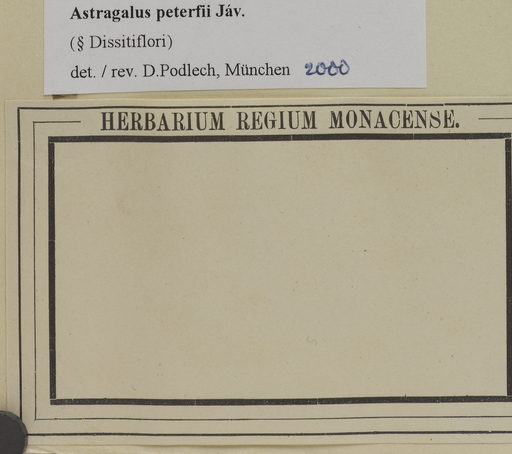 Astragalus peterfii Jáv.
(§ Dissitiflori)
det. / rev. D.Podlech, München 2000
HERBARIUM REGIUM MONACENSE.